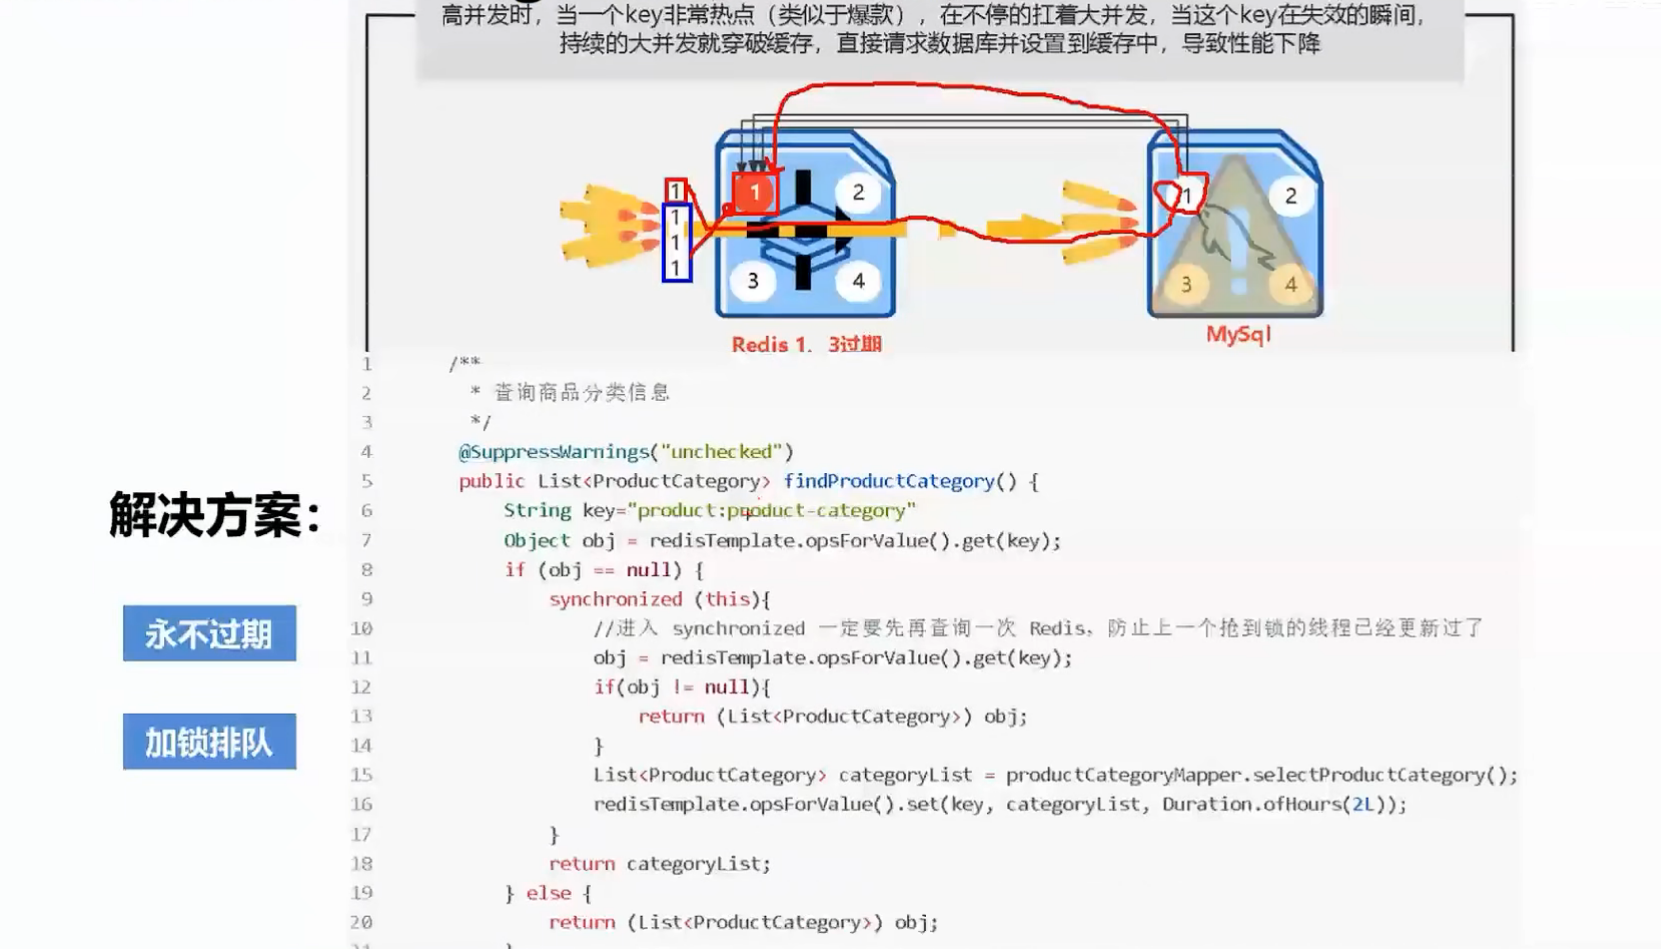 高并发时，当一个key非常热点（类似于爆款），在不停的扛着大并发，当这个key在失效的瞬间，
持续的大并发就穿破缓存，直接请求数据库并设置到缓存中，导致性能下降
1
1
1
1
1
2
3
4
1
2
3
4
Redis 1、3过期
MySql
解决方案：
永不过期
加锁排队
1 /**
2 * 查询商品分类信息
3 */
4 @SuppressWarnings("unchecked")
5 public List<ProductCategory> findProductCategory() {
6 String key="product:product-category"
7 Object obj = redisTemplate.opsForValue().get(key);
8 if (obj == null) {
9 synchronized (this){
10 //进入 synchronized 一定要先再查询一次 Redis，防止上一个抢到锁的线程已经更新过了
11 obj = redisTemplate.opsForValue().get(key);
12 if(obj != null){
13 return (List<ProductCategory>) obj;
14 }
15 List<ProductCategory> categoryList = productCategoryMapper.selectProductCategory();
16 redisTemplate.opsForValue().set(key, categoryList, Duration.ofHours(2L));
17 }
18 return categoryList;
19 } else {
20 return (List<ProductCategory>) obj;